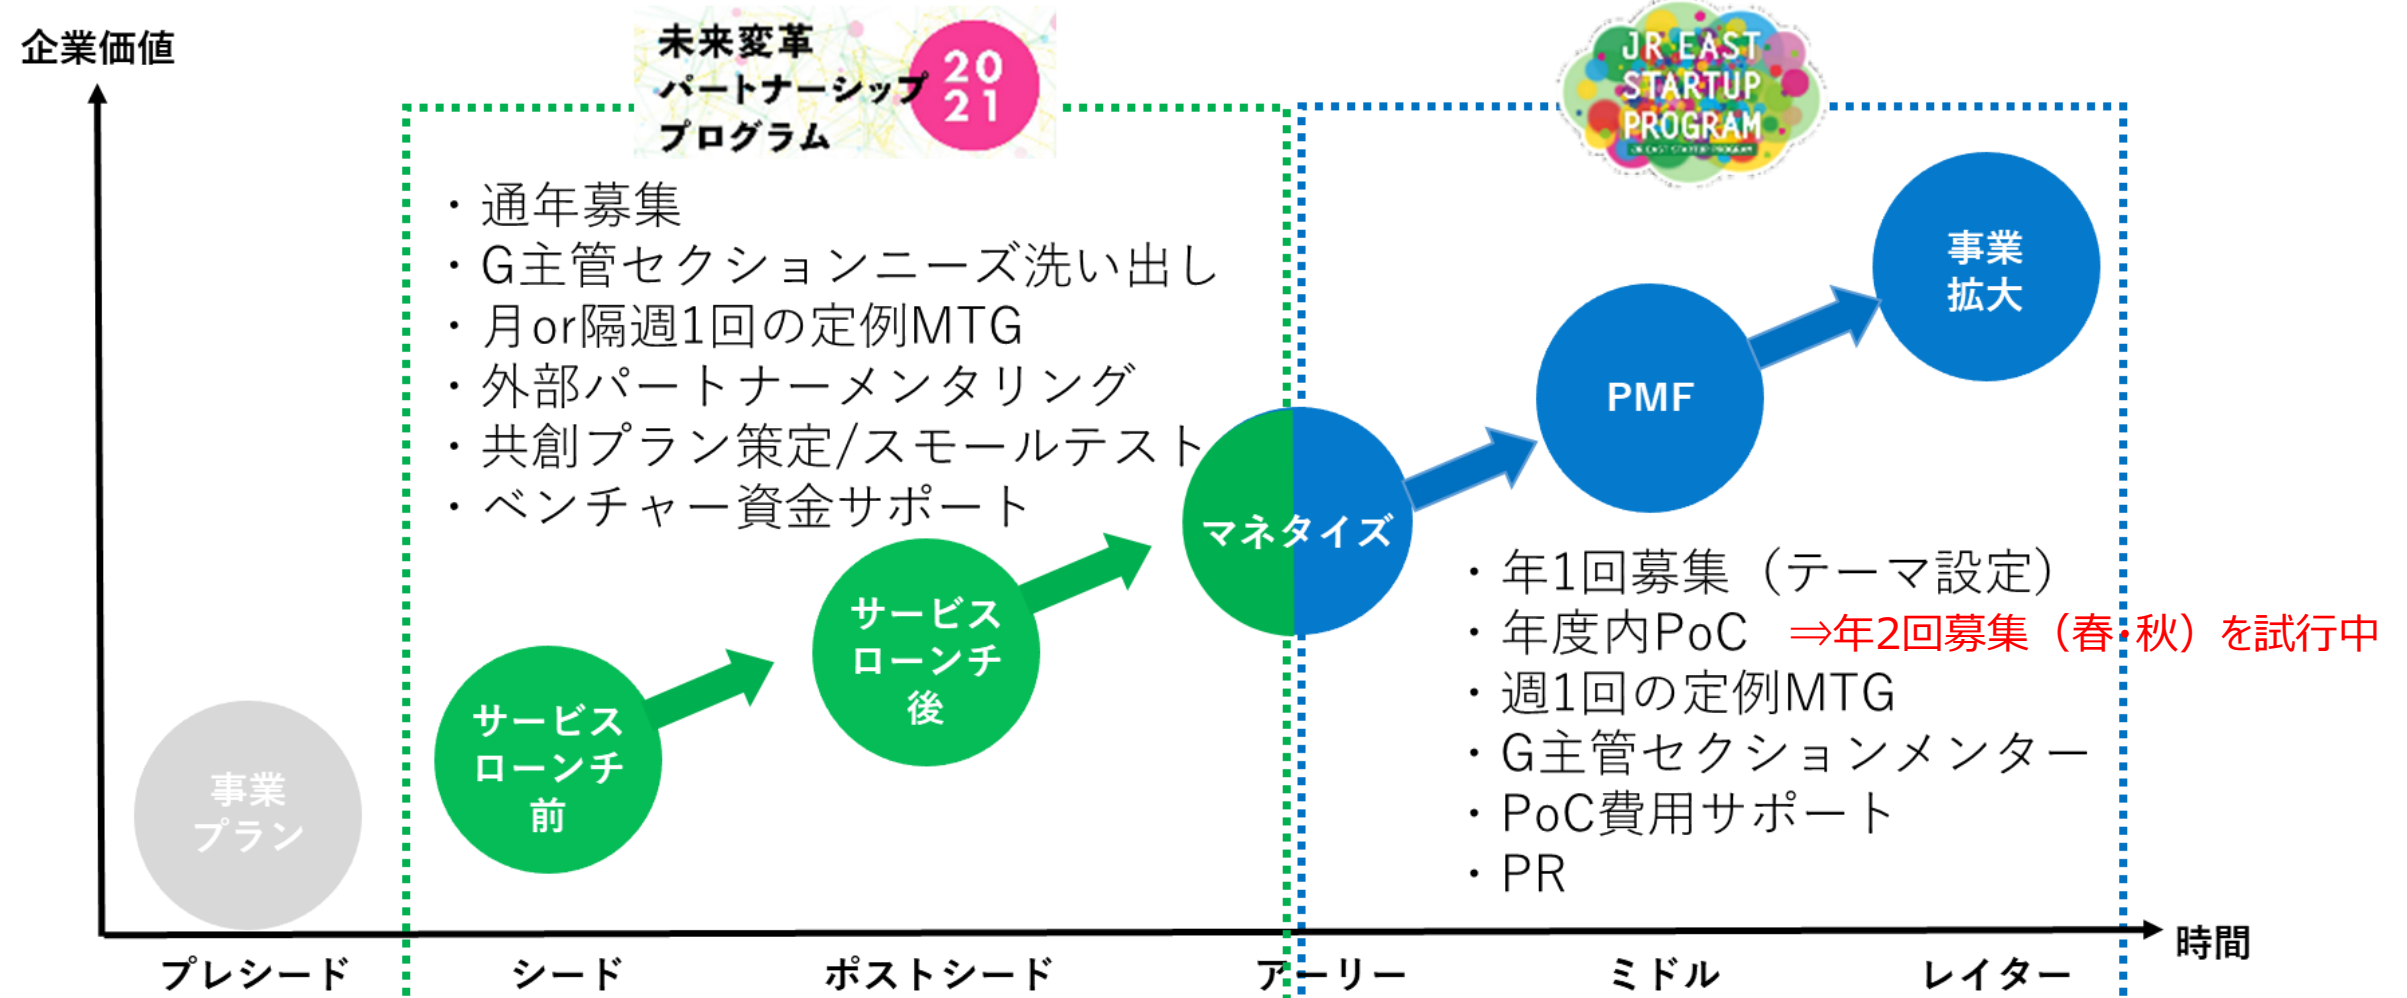 企業価値
未来変革
パートナーシップ
プログラム
20
21
・通年募集
・G主管セクションニーズ洗い出し
・月or隔週1回の定例MTG
・外部パートナーメンタリング
・共創プラン策定/スモールテスト
・ベンチャー資金サポート
JR EAST
STARTUP
PROGRAM
JR EAST STARTUP PROGRAM
事業
拡大
PMF
マネタイズ
サービス
ローンチ
後
サービス
ローンチ
前
事業
プラン
・年1回募集（テーマ設定）
・年度内PoC ⇒年2回募集（春・秋）を試行中
・週1回の定例MTG
・G主管セクションメンター
・PoC費用サポート
・PR
時間
プレシード シード ポストシード アーリー ミドル レイター